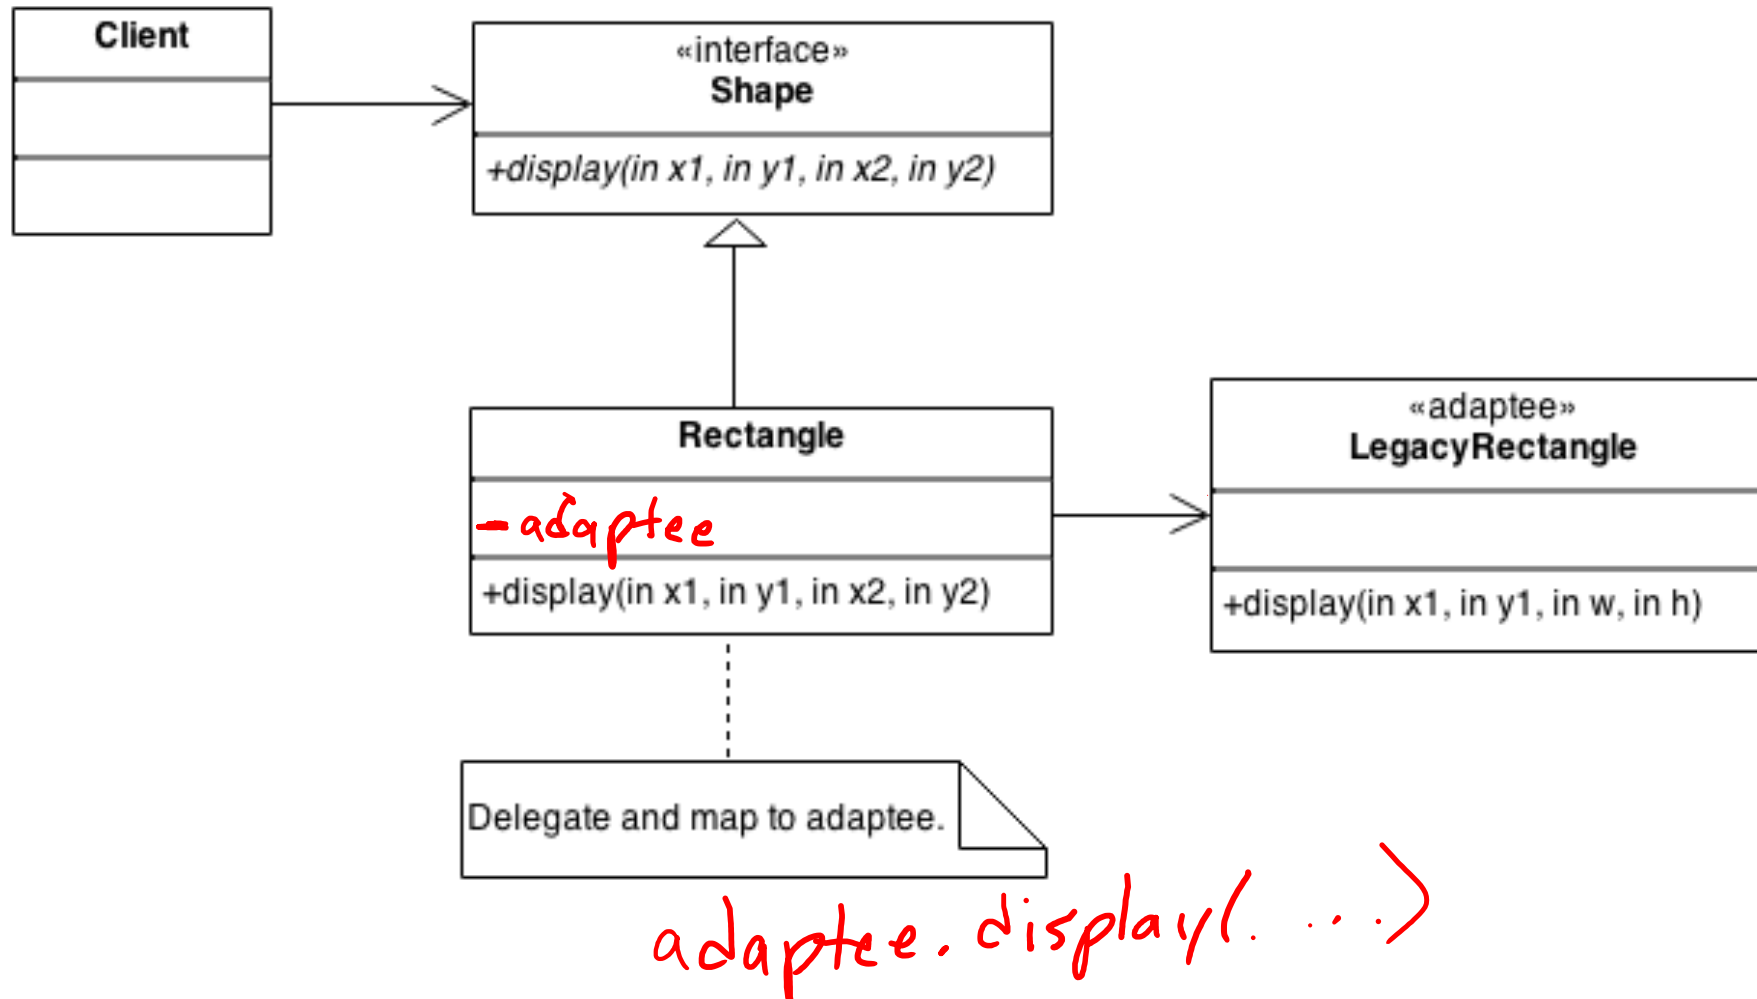 Client
«interface»
Shape
+display(in x1, in y1, in x2, in y2)
Rectangle
-adaptee
+display(in x1, in y1, in x2, in y2)
«adaptee»
LegacyRectangle
+display(in x1, in y1, in w, in h)
Delegate and map to adaptee.
adaptee.display(. ...)